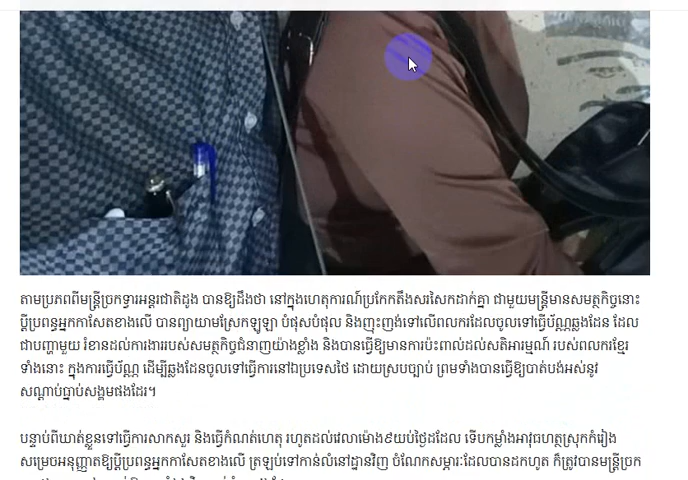 តាមប្រភពពីមន្ត្រីច្រកទ្វារអន្តរជាតិដូង បានឱ្យដឹងថា នៅក្នុងហេតុការណ៍ប្រកែកតឹងសរសៃកដាក់គ្នា ជាមួយមន្ត្រីមានសមត្ថកិច្ចនោះ
ប្តីប្រពន្ធអ្នកកាសែតខាងលើ បានព្យាយាមស្រែកឡូឡា បំផុសបំផុល និងញុះញង់ទៅលើពលករដែលចូលទៅធ្វើប័ណ្ណឆ្លងដែន ដែល
ជាបញ្ហាមួយ រំខានដល់ការងាររបស់សមត្ថកិច្ចជំនាញយ៉ាងខ្លាំង និងបានធ្វើឱ្យមានការប៉ះពាល់ដល់សតិអារម្មណ៍ របស់ពលករខ្មែរ
ទាំងនោះ ក្នុងការធ្វើប័ណ្ណ ដើម្បីឆ្លងដែនចូលទៅធ្វើការនៅឯប្រទេសថៃ ដោយស្របច្បាប់ ព្រមទាំងបានធ្វើឱ្យបាត់បង់អស់នូវ
សណ្តាប់ធ្នាប់សង្គមផងដែរ។
បន្ទាប់ពីឃាត់ខ្លួនទៅធ្វើការសាកសួរ និងធ្វើកំណត់ហេតុ រហូតដល់វេលាម៉ោង៩យប់ថ្ងៃដដែល ទើបកម្លាំងអាវុធហត្ថស្រុកកំរៀង
សម្រេចអនុញ្ញាតឱ្យប្តីប្រពន្ធអ្នកកាសែតខាងលើ ត្រឡប់ទៅកាន់លំនៅដ្ឋានវិញ ចំណែកសម្ភារៈដែលបានដកហូត ក៏ត្រូវបានមន្ត្រីច្រក